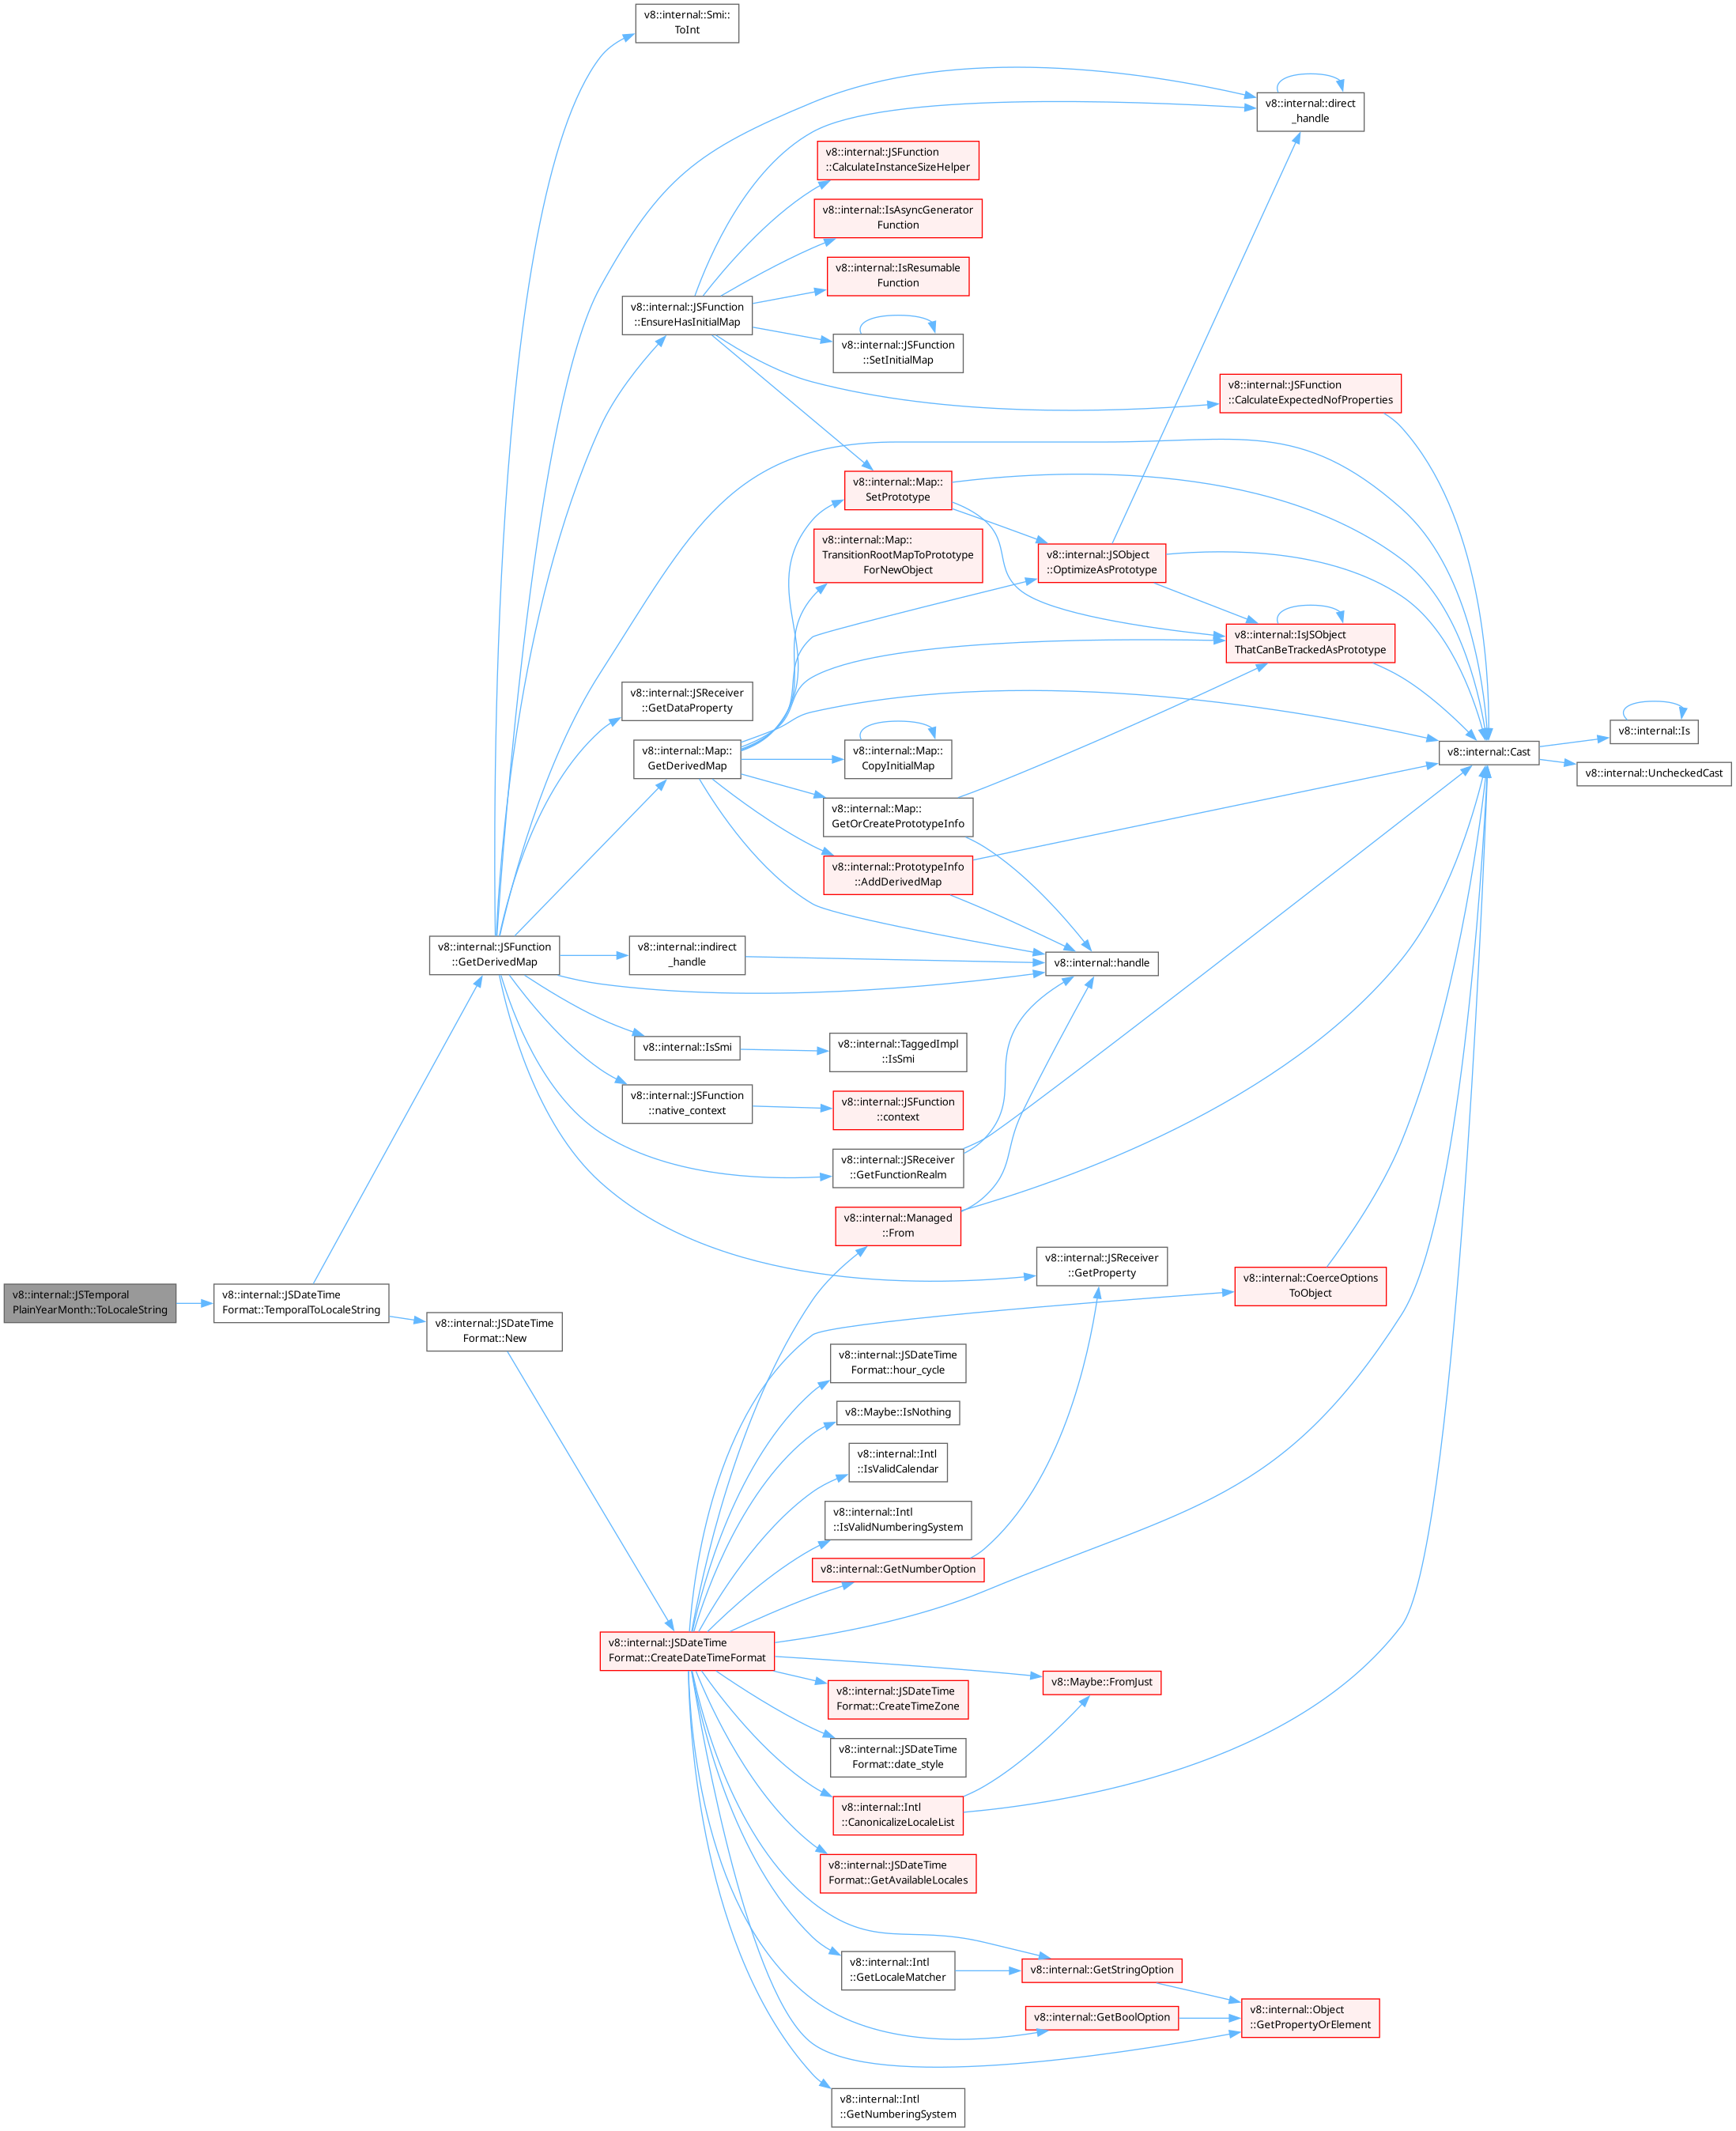 v8::internal::Smi::
ToInt
v8::internal::direct
_handle
v8::internal::JSFunction
::CalculateInstanceSizeHelper
v8::internal::IsAsyncGenerator
Function
v8::internal::IsResumable
Function
v8::internal::JSFunction
::EnsureHasInitialMap
v8::internal::JSFunction
::SetInitialMap
v8::internal::JSFunction
::CalculateExpectedNofProperties
v8::internal::Map::
SetPrototype
v8::internal::Map::
TransitionRootMapToPrototype
ForNewObject
v8::internal::JSObject
::OptimizeAsPrototype
v8::internal::IsJSObject
ThatCanBeTrackedAsPrototype
v8::internal::JSReceiver
::GetDataProperty
v8::internal::Is
v8::internal::Map::
GetDerivedMap
v8::internal::Map::
CopyInitialMap
v8::internal::Cast
v8::internal::UncheckedCast
v8::internal::Map::
GetOrCreatePrototypeInfo
v8::internal::PrototypeInfo
::AddDerivedMap
v8::internal::JSFunction
::GetDerivedMap
v8::internal::indirect
_handle
v8::internal::handle
v8::internal::IsSmi
v8::internal::TaggedImpl
::IsSmi
v8::internal::JSFunction
::native_context
v8::internal::JSFunction
::context
v8::internal::JSReceiver
::GetFunctionRealm
v8::internal::Managed
::From
v8::internal::JSReceiver
::GetProperty
v8::internal::CoerceOptions
ToObject
v8::internal::JSTemporal
PlainYearMonth::ToLocaleString
v8::internal::JSDateTime
Format::TemporalToLocaleString
v8::internal::JSDateTime
Format::New
v8::internal::JSDateTime
Format::hour_cycle
v8::Maybe::IsNothing
v8::internal::Intl
::IsValidCalendar
v8::internal::Intl
::IsValidNumberingSystem
v8::internal::GetNumberOption
v8::internal::JSDateTime
Format::CreateDateTimeFormat
v8::Maybe::FromJust
v8::internal::JSDateTime
Format::CreateTimeZone
v8::internal::JSDateTime
Format::date_style
v8::internal::Intl
::CanonicalizeLocaleList
v8::internal::JSDateTime
Format::GetAvailableLocales
v8::internal::Intl
::GetLocaleMatcher
v8::internal::GetStringOption
v8::internal::GetBoolOption
v8::internal::Object
::GetPropertyOrElement
v8::internal::Intl
::GetNumberingSystem